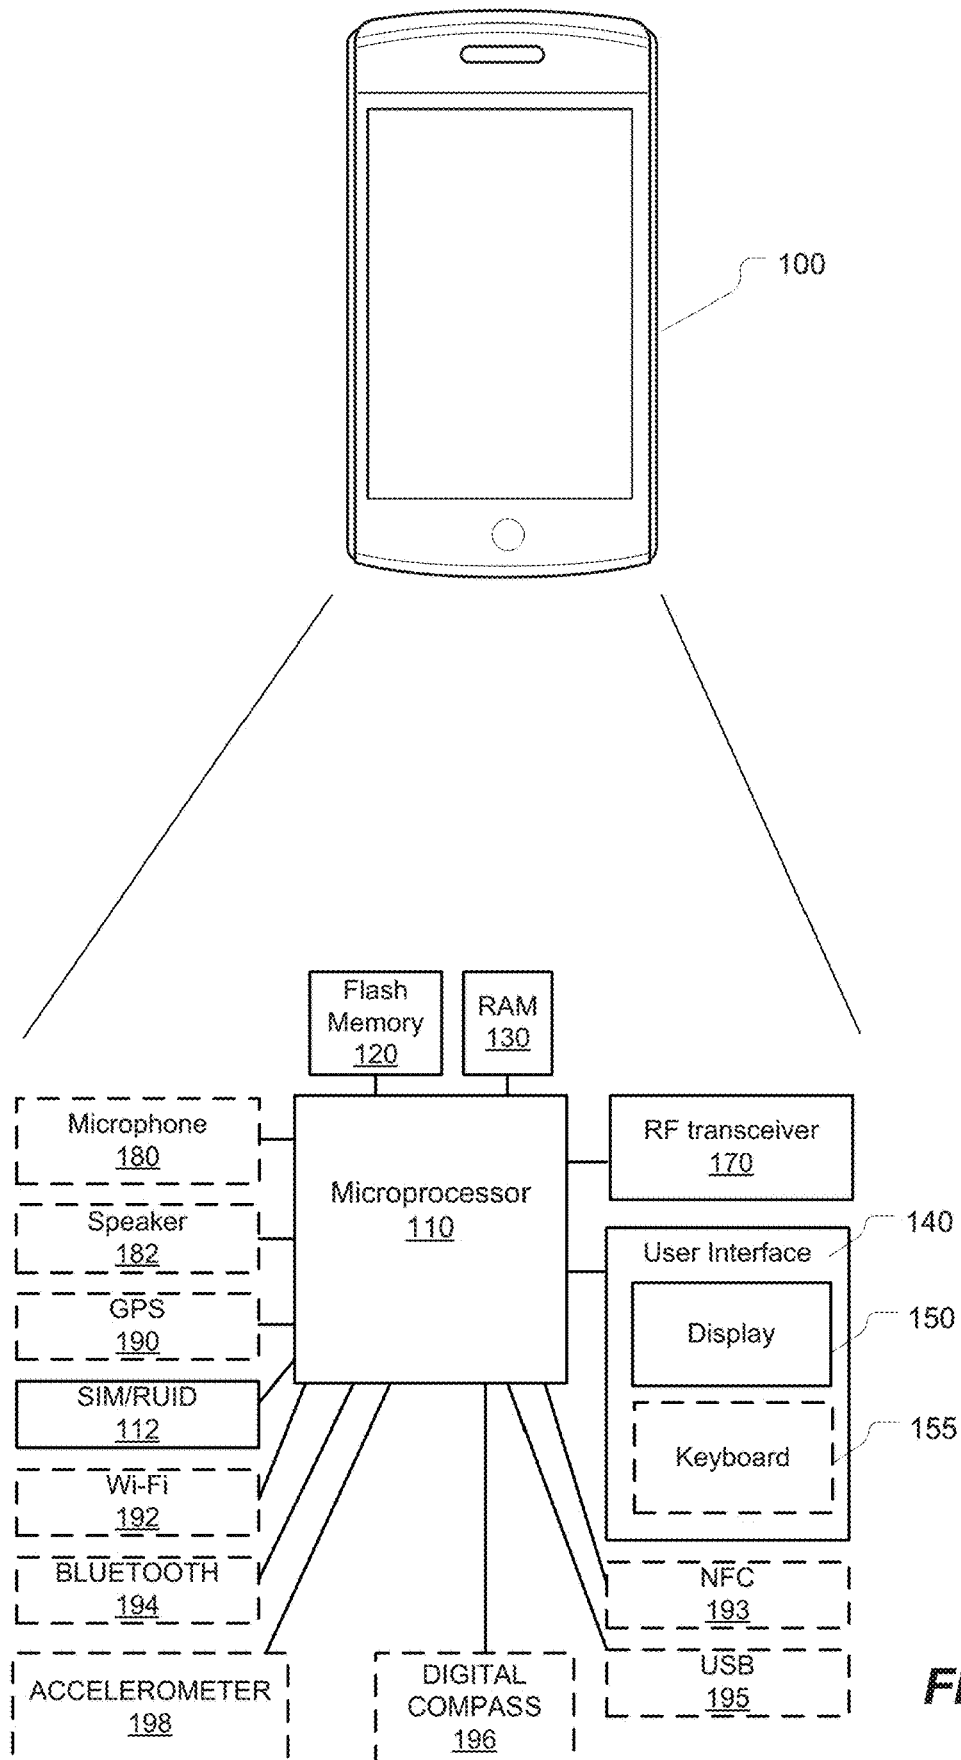 100
Flash
Memory
120
RAM
130
Microphone
180
Microprocessor
110
RF transceiver
170
Speaker
182
User Interface
140
GPS
190
Display
150
SIM/RUID
112
Keyboard
155
Wi-Fi
192
BLUETOOTH
194
NFC
193
ACCELEROMETER
198
DIGITAL
COMPASS
196
USB
195